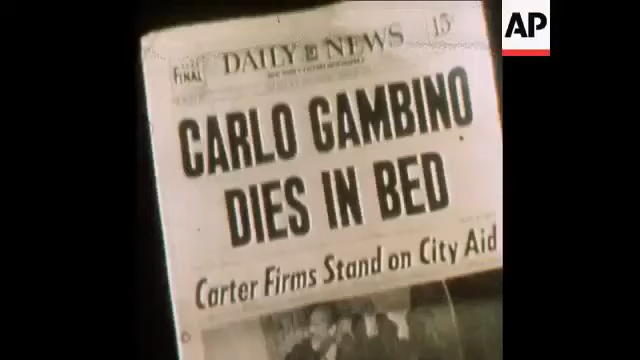 AP
FINAL
DAILY NEWS
15¢
CARLO GAMBINO
DIES IN BED
Carter Firms Stand on City Aid